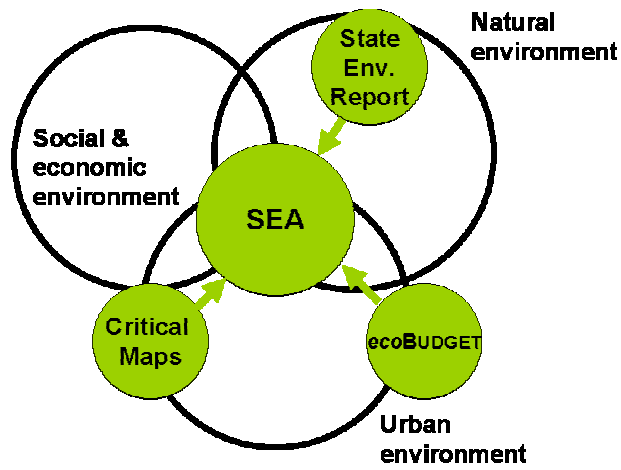 State
Env.
Report
Natural
environment
Social &
economic
environment
SEA
Critical
Maps
ecoBUDGET
Urban
environment